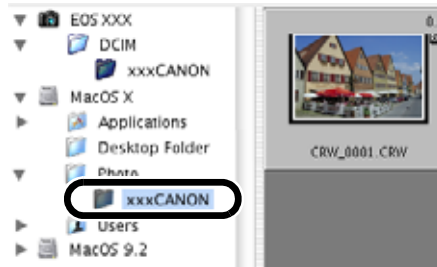 EOS XXX
DCIM
xxxCANON
MacOS X
Applications
Desktop Folder
Photo
xxxCANON
Users
MacOS 9.2
CRW_0001.CRW